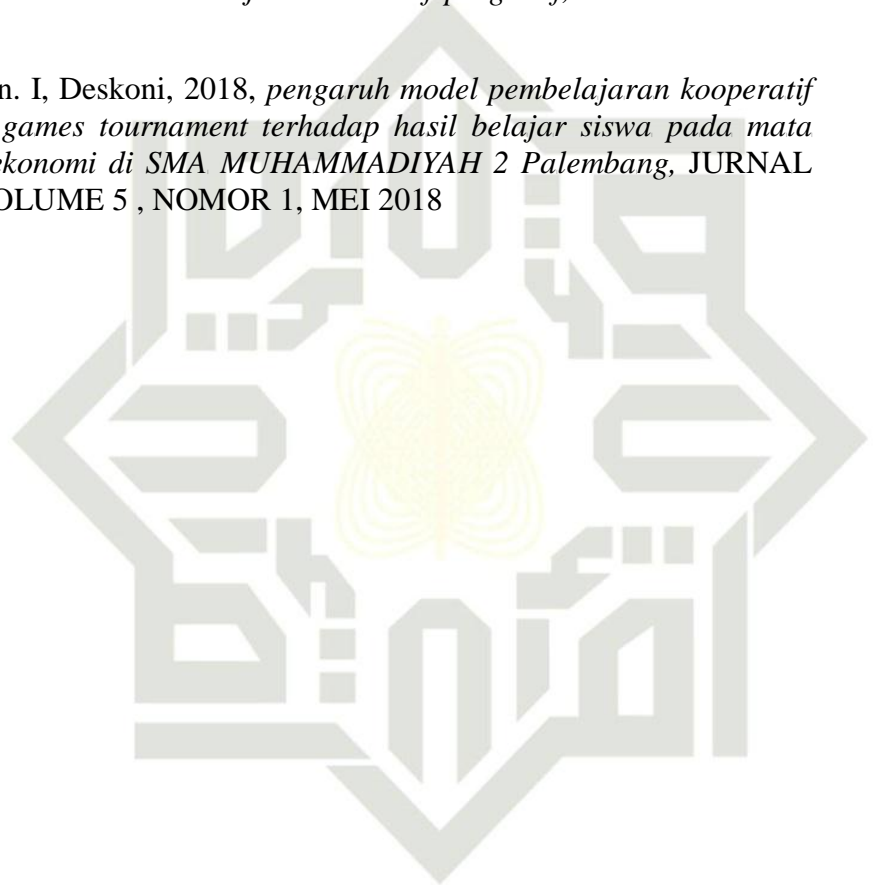 n. I, Deskoni, 2018, pengaruh model pembelajaran kooperatif
games tournament terhadap hasil belajar siswa pada mata
ekonomi di SMA MUHAMMADIYAH 2 Palembang, JURNAL
OLUME 5 , NOMOR 1, MEI 2018